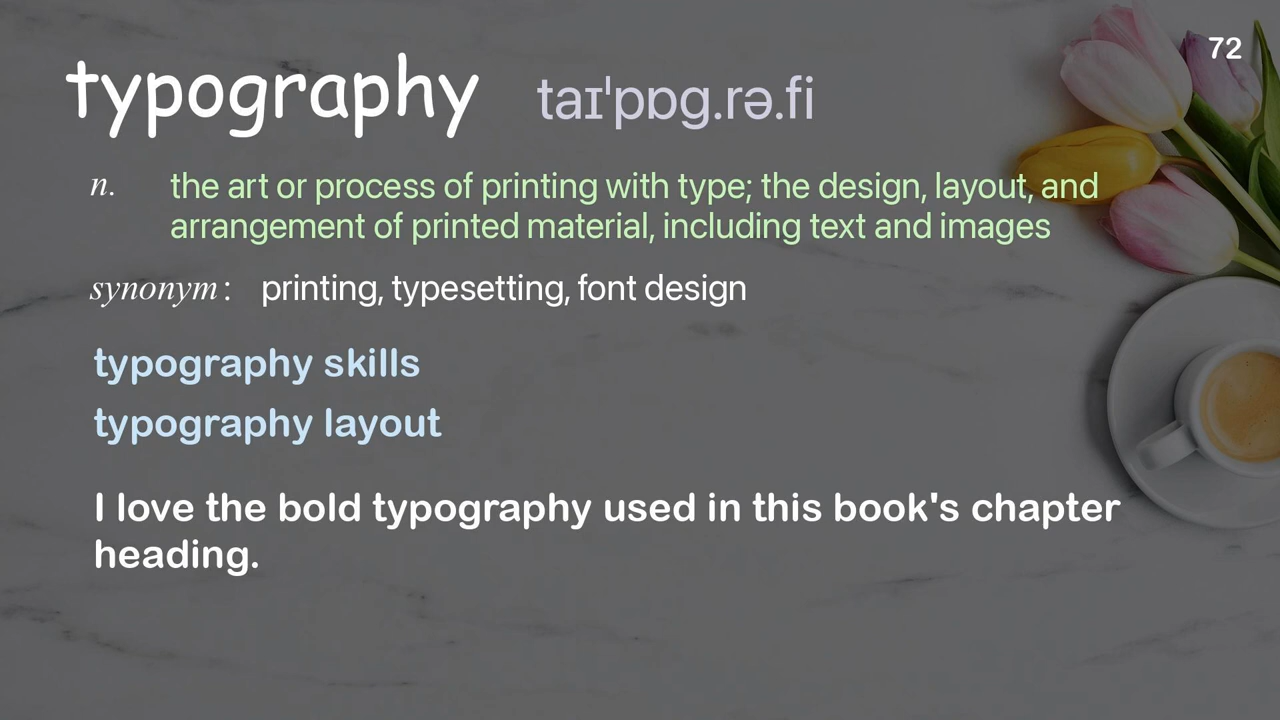 72
typography taɪˈpɒɡ.rə.fi
n. the art or process of printing with type; the design, layout, and
arrangement of printed material, including text and images
synonym: printing, typesetting, font design
typography skills
typography layout
I love the bold typography used in this book's chapter
heading.